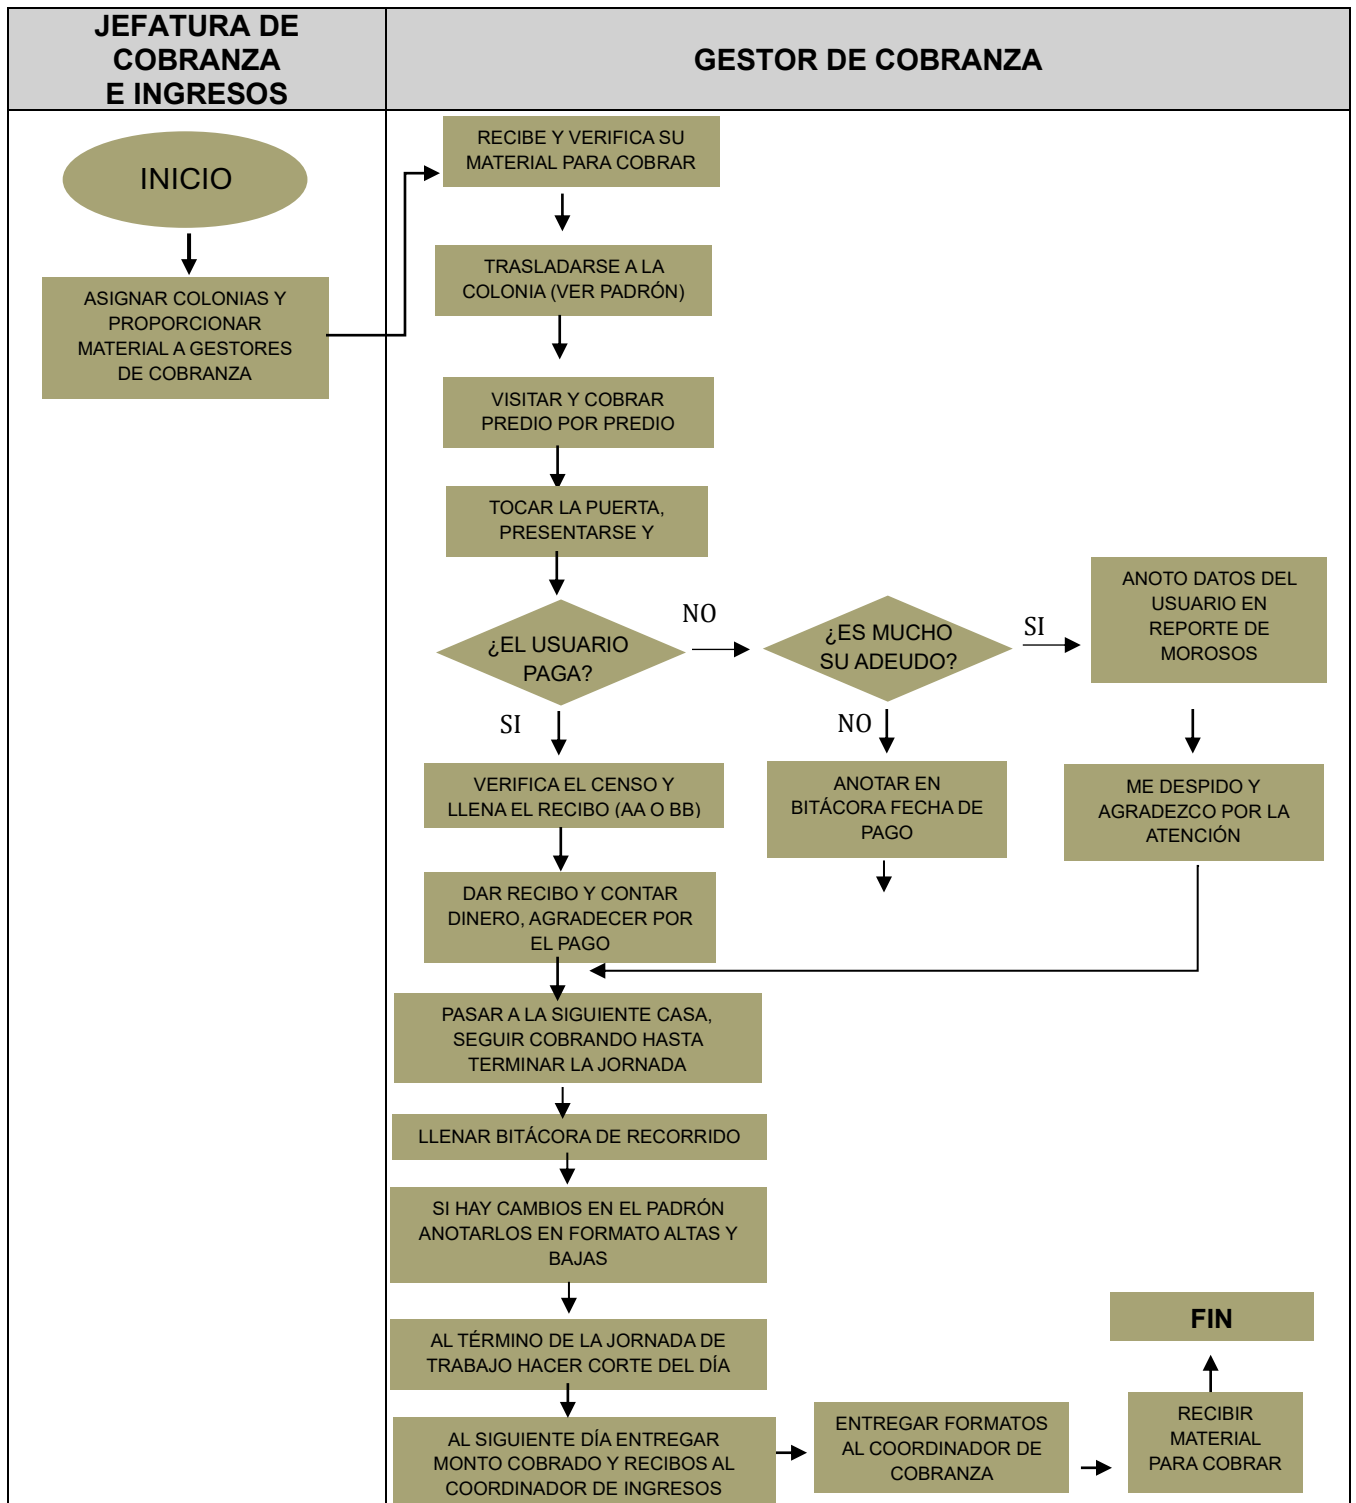 JEFATURA DE
COBRANZA
E INGRESOS
GESTOR DE COBRANZA
INICIO
ASIGNAR COLONIAS Y
PROPORCIONAR
MATERIAL A GESTORES
DE COBRANZA
RECIBE Y VERIFICA SU
MATERIAL PARA COBRAR
TRASLADARSE A LA
COLONIA (VER PADRÓN)
VISITAR Y COBRAR
PREDIO POR PREDIO
TOCAR LA PUERTA,
PRESENTARSE Y
¿EL USUARIO
PAGA?
NO
¿ES MUCHO
SU ADEUDO?
SI
ANOTO DATOS DEL
USUARIO EN
REPORTE DE
MOROSOS
SI
NO
VERIFICA EL CENSO Y
LLENA EL RECIBO (AA O BB)
ANOTAR EN
BITÁCORA FECHA DE
PAGO
ME DESPIDO Y
AGRADEZCO POR LA
ATENCIÓN
DAR RECIBO Y CONTAR
DINERO, AGRADECER POR
EL PAGO
PASAR A LA SIGUIENTE CASA,
SEGUIR COBRANDO HASTA
TERMINAR LA JORNADA
LLENAR BITÁCORA DE RECORRIDO
SI HAY CAMBIOS EN EL PADRÓN
ANOTARLOS EN FORMATO ALTAS Y
BAJAS
AL TÉRMINO DE LA JORNADA DE
TRABAJO HACER CORTE DEL DÍA
AL SIGUIENTE DÍA ENTREGAR
MONTO COBRADO Y RECIBOS AL
COORDINADOR DE INGRESOS
ENTREGAR FORMATOS
AL COORDINADOR DE
COBRANZA
RECIBIR
MATERIAL
PARA COBRAR
FIN